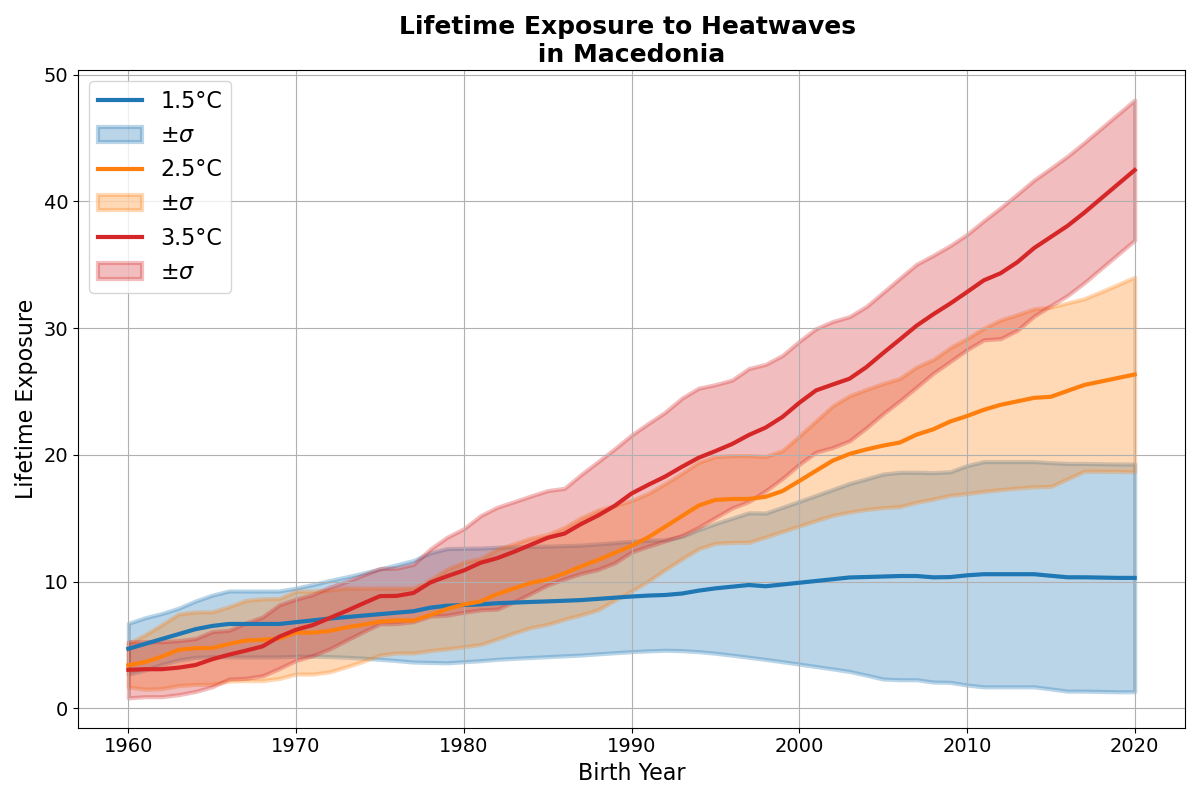 Lifetime Exposure to Heatwaves
in Macedonia
50
40
30
20
10
0
Lifetime Exposure
1.5°C
±σ
2.5°C
±σ
3.5°C
±σ
1960
1970
1980
1990
2000
2010
2020
Birth Year